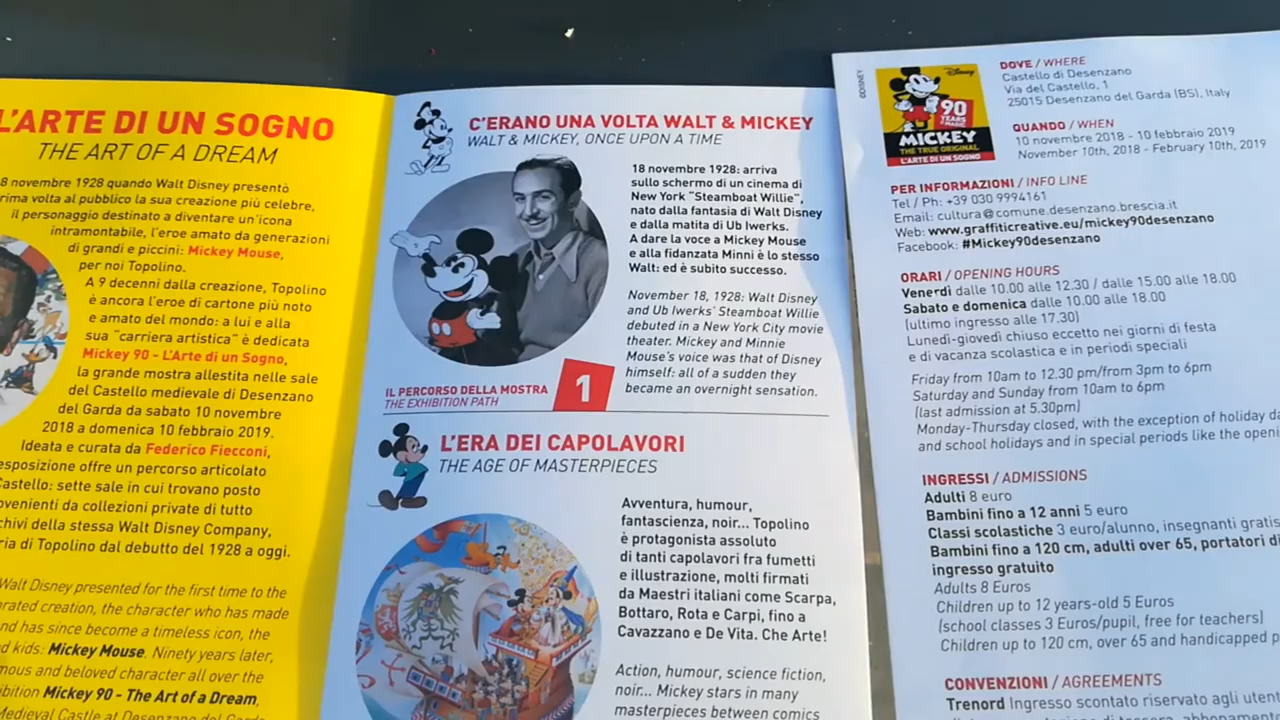 L'ARTE DI UN SOGNO
THE ART OF A DREAM
8 novembre 1928 quando Walt Disney presentò
volta al pubblico la sua creazione più celebre,
il personaggio destinato a diventare un'icona
intramontabile, l'eroe amato da generazioni
di grandi e piccini: Mickey Mouse,
per noi Topolino.
A 9 decenni dalla creazione, Topolino
è ancora l'eroe di cartone più noto
e amato del mondo: a lui e alla
sua "carriera artistica" è dedicata
Mickey 90 - L'Arte di un Sogno,
la grande mostra allestita nelle sale
del Castello medievale di Desenzano
del Garda da sabato 10 novembre
2018 a domenica 10 febbraio 2019.
Ideata e curata da Federico Fiecconi,
esposizione offre un percorso articolato
Castello: sette sale in cui trovano posto
ovenienti da collezioni private di tutto
chivi della stessa Walt Disney Company,
ria di Topolino dal debutto del 1928 a oggi.
Walt Disney presented for the first time to the
rated creation, the character who has made
nd has since become a timeless icon, the
d kids: Mickey Mouse. Ninety years later,
mous and beloved character all over the
ibition Mickey 90 - The Art of a Dream,
Medieval Castle at Desenzano del Garda
C'ERANO UNA VOLTA WALT & MICKEY
WALT & MICKEY, ONCE UPON A TIME
18 novembre 1928: arriva
sullo schermo di un cinema di
New York "Steamboat Willie",
nato dalla fantasia di Walt Disney
e dalla matita di Ub Iwerks.
A dare la voce a Mickey Mouse
e alla fidanzata Minni è lo stesso
Walt: ed è subito successo.
November 18, 1928: Walt Disney
and Ub Iwerks' Steamboat Willie
debuted in a New York City movie
theater. Mickey and Minnie
Mouse's voice was that of Disney
himself: all of a sudden they
became an overnight sensation.
IL PERCORSO DELLA MOSTRA
THE EXHIBITION PATH
1
L'ERA DEI CAPOLAVORI
THE AGE OF MASTERPIECES
Avventura, humour,
fantascienza, noir... Topolino
è protagonista assoluto
di tanti capolavori fra fumetti
e illustrazione, molti firmati
da Maestri italiani come Scarpa,
Bottaro, Rota e Carpi, fino a
Cavazzano e De Vita. Che Arte!
Action, humour, science fiction,
noir... Mickey stars in many
masterpieces between comics
©DISNEY
Disney
90
YEARS
OF MAGIC
MICKEY
THE TRUE ORIGINAL
L'ARTE DI UN SOGNO
DOVE / WHERE
Castello di Desenzano
Via del Castello, 1
25015 Desenzano del Garda (BS), Italy
QUANDO / WHEN
10 novembre 2018 - 10 febbraio 2019
November 10th, 2018 - February 10th, 2019
PER INFORMAZIONI / INFO LINE
Tel / Ph: +39 030 9994161
Email: cultura@comune.desenzano.brescia.it
Web: www.graffiticreative.eu/mickey90desenzano
Facebook: #Mickey90desenzano
ORARI / OPENING HOURS
Venerdì dalle 10.00 alle 12.30 / dalle 15.00 alle 18.00
Sabato e domenica dalle 10.00 alle 18.00
(ultimo ingresso alle 17.30)
Lunedì-giovedì chiuso eccetto nei giorni di festa
e di vacanza scolastica e in periodi speciali
Friday from 10am to 12.30 pm/from 3pm to 6pm
Saturday and Sunday from 10am to 6pm
(last admission at 5.30pm)
Monday-Thursday closed, with the exception of holiday da
and school holidays and in special periods like the openi
INGRESSI / ADMISSIONS
Adulti 8 euro
Bambini fino a 12 anni 5 euro
Classi scolastiche 3 euro/alunno, insegnanti gratis
Bambini fino a 120 cm, adulti over 65, portatori di
ingresso gratuito
Adults 8 Euros
Children up to 12 years-old 5 Euros
(school classes 3 Euros/pupil, free for teachers)
Children up to 120 cm, over 65 and handicapped p
CONVENZIONI / AGREEMENTS
Trenord Ingresso scontato riservato agli utent